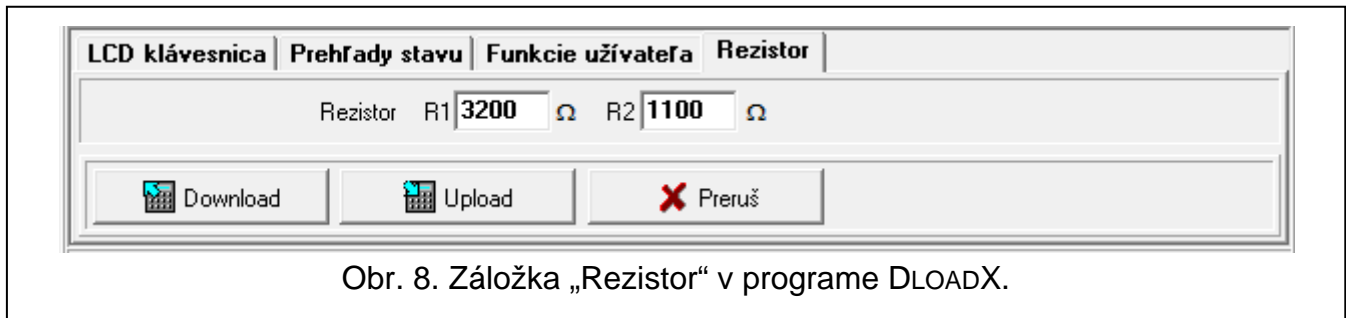 LCD klávesnica Prehľady stavu Funkcie užívateľa Rezistor
Rezistor R1 3200 Ω R2 1100 Ω
Download Upload Preruš
Obr. 8. Záložka „Rezistor“ v programe DLOADX.